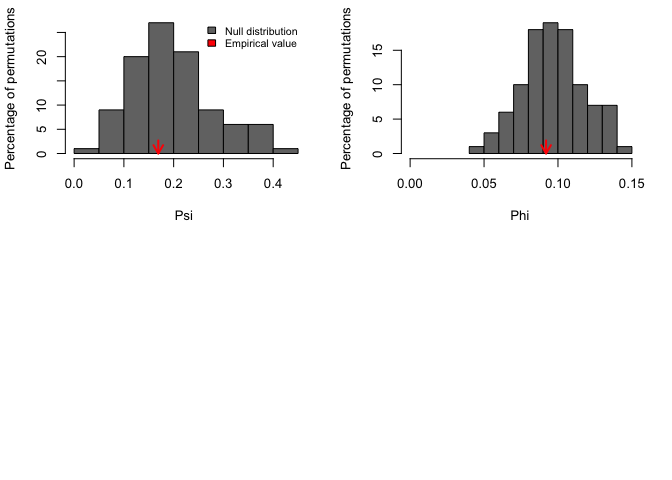 Percentage of permutations
0
5
10
20
Null distribution
Empirical value
0.0 0.1 0.2 0.3 0.4
Psi
Percentage of permutations
0
5
10
15
0.00 0.05 0.10 0.15
Phi